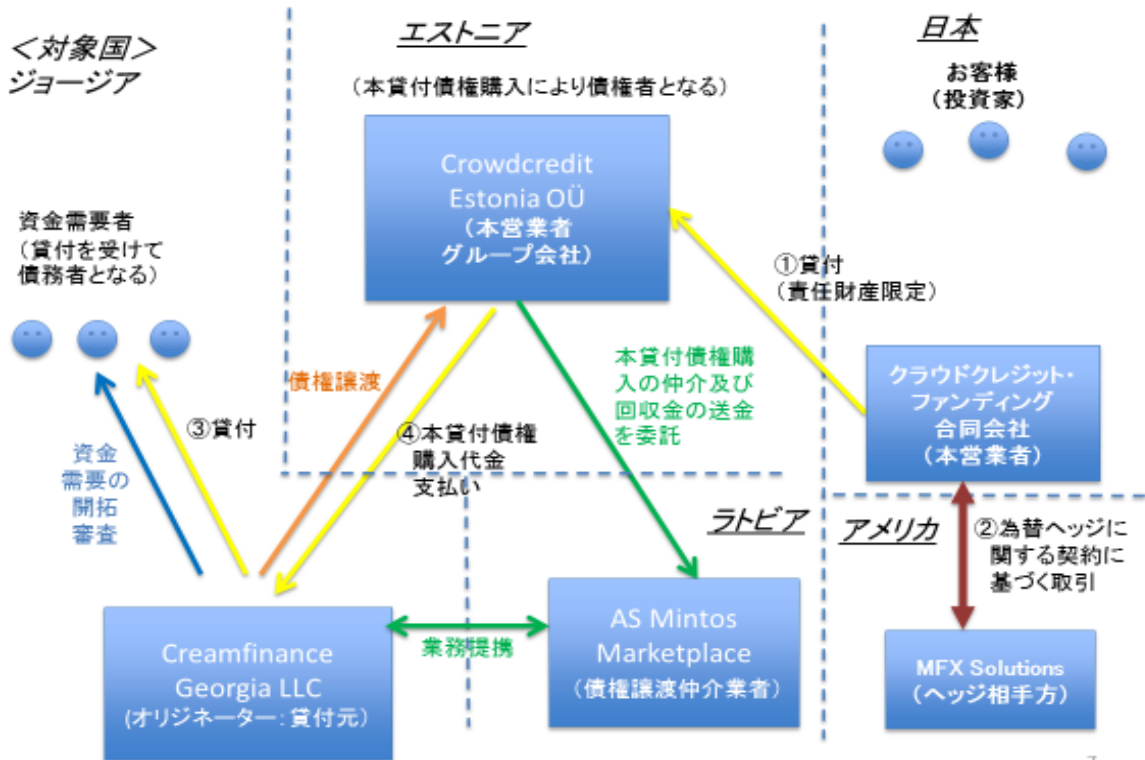 ＜対象国＞
ジョージア
エストニア
（本貸付債権購入により債権者となる）
日本
お客様
（投資家）
Crowdcredit
Estonia OÜ
（本営業者
グループ会社）
資金需要者
（貸付を受けて
債務者となる）
①貸付
（責任財産限定）
債権譲渡
本貸付債権購
入の仲介及び
回収金の送金
を委託
クラウドクレジット・
ファンディング
合同会社
（本営業者）
③貸付
④本貸付債権
購入代金
支払い
資金
需要の
開拓
審査
ラトビア
アメリカ
②為替ヘッジに
関する契約に
基づく取引
Creamfinance
Georgia LLC
（オリジネーター：貸付元）
業務提携
AS Mintos
Marketplace
（債権譲渡仲介業者）
MFX Solutions
（ヘッジ相手方）